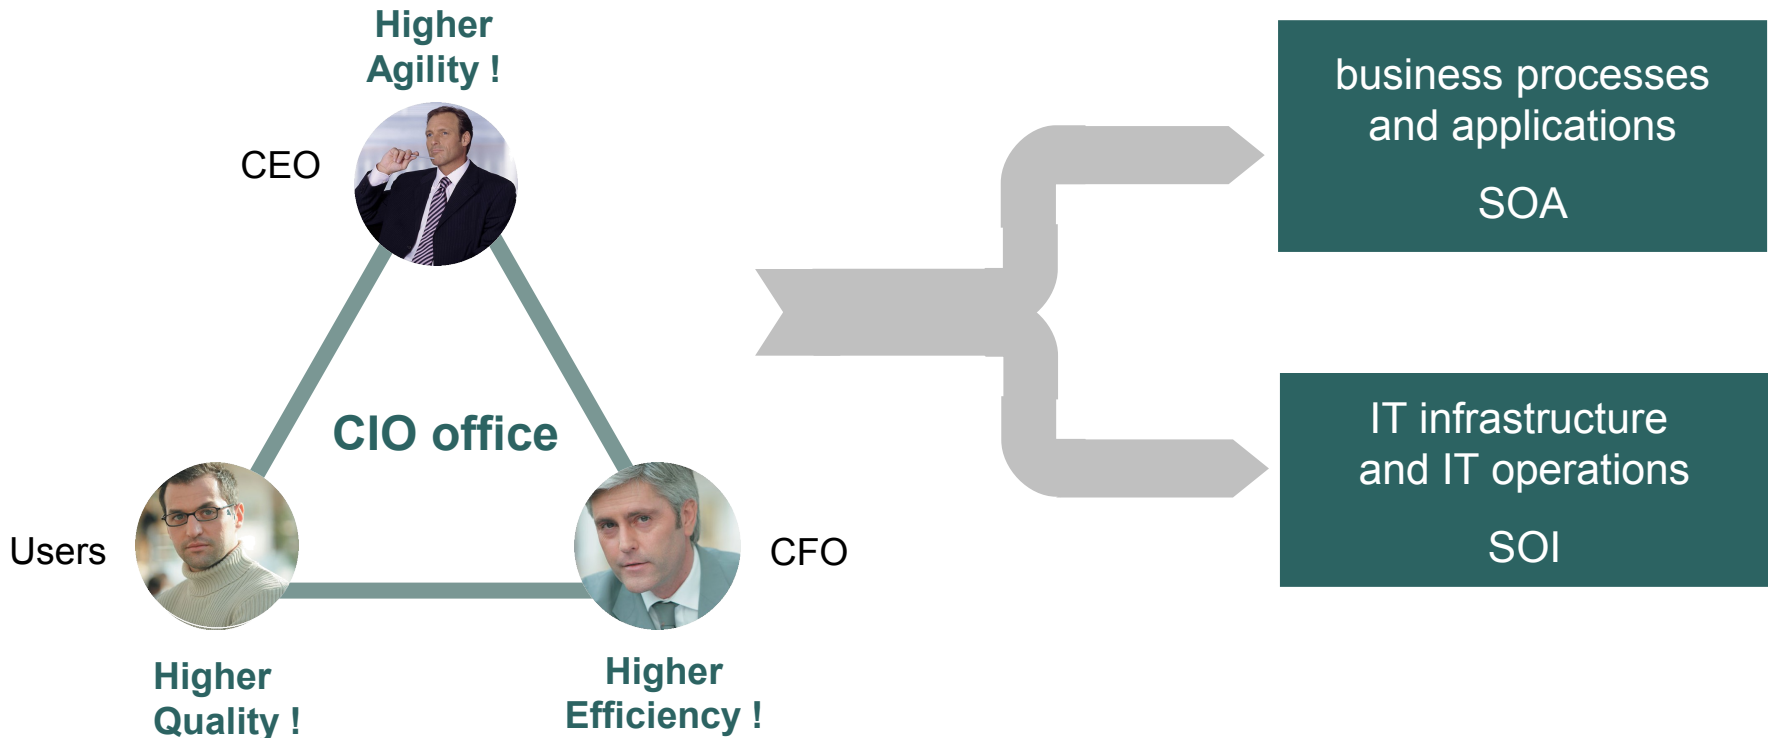 Higher
Agility !
CEO
CIO office
Users
CFO
Higher
Quality !
Higher
Efficiency !
business processes
and applications
SOA
IT infrastructure
and IT operations
SOI